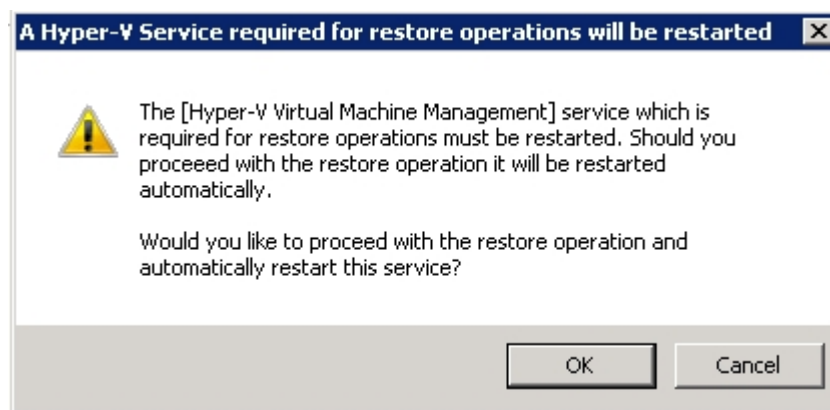 A Hyper-V Service required for restore operations will be restarted
The [Hyper-V Virtual Machine Management] service which is
required for restore operations must be restarted. Should you
proceeed with the restore operation it will be restarted
automatically.
Would you like to proceed with the restore operation and
automatically restart this service?
OK
Cancel